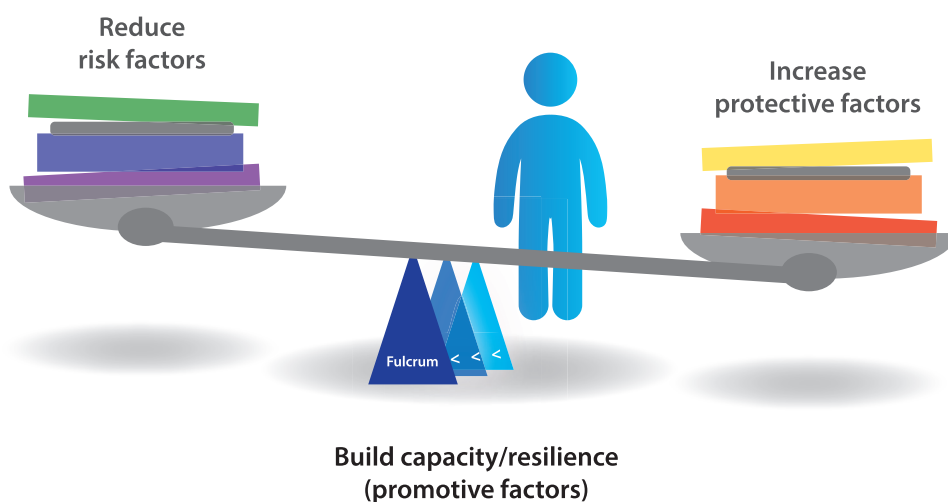 Reduce
risk factors
Increase
protective factors
Fulcrum < < <
Build capacity/resilience
(promotive factors)